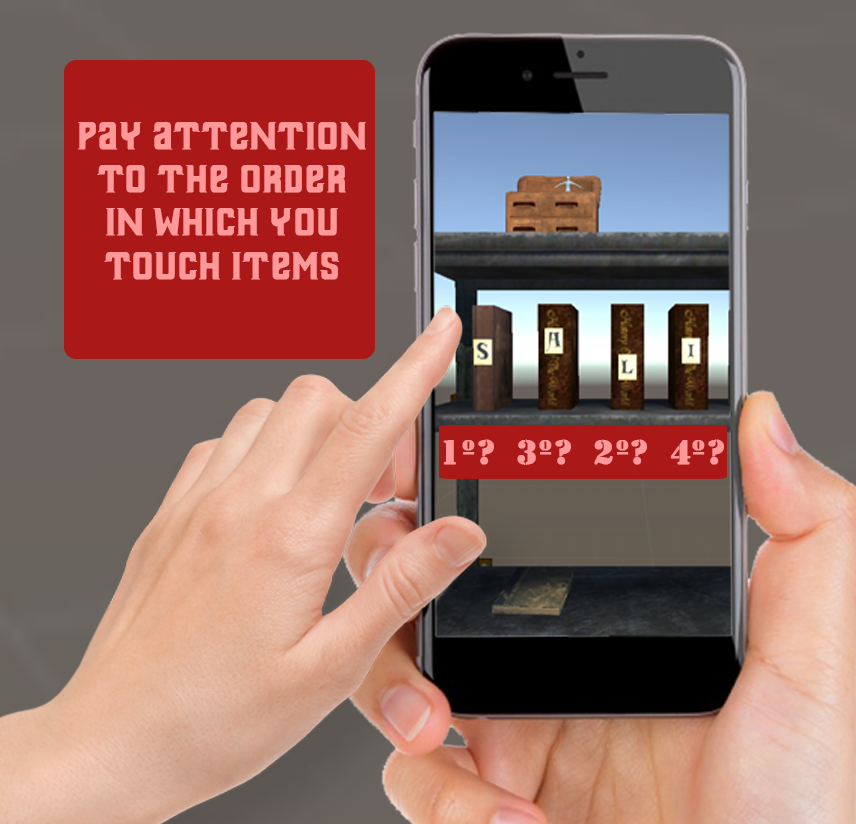 PAY ATTENTION
TO THE ORDER
IN WHICH YOU
TOUCH ITEMS
S A L I
1º? 3º? 2º? 4º?